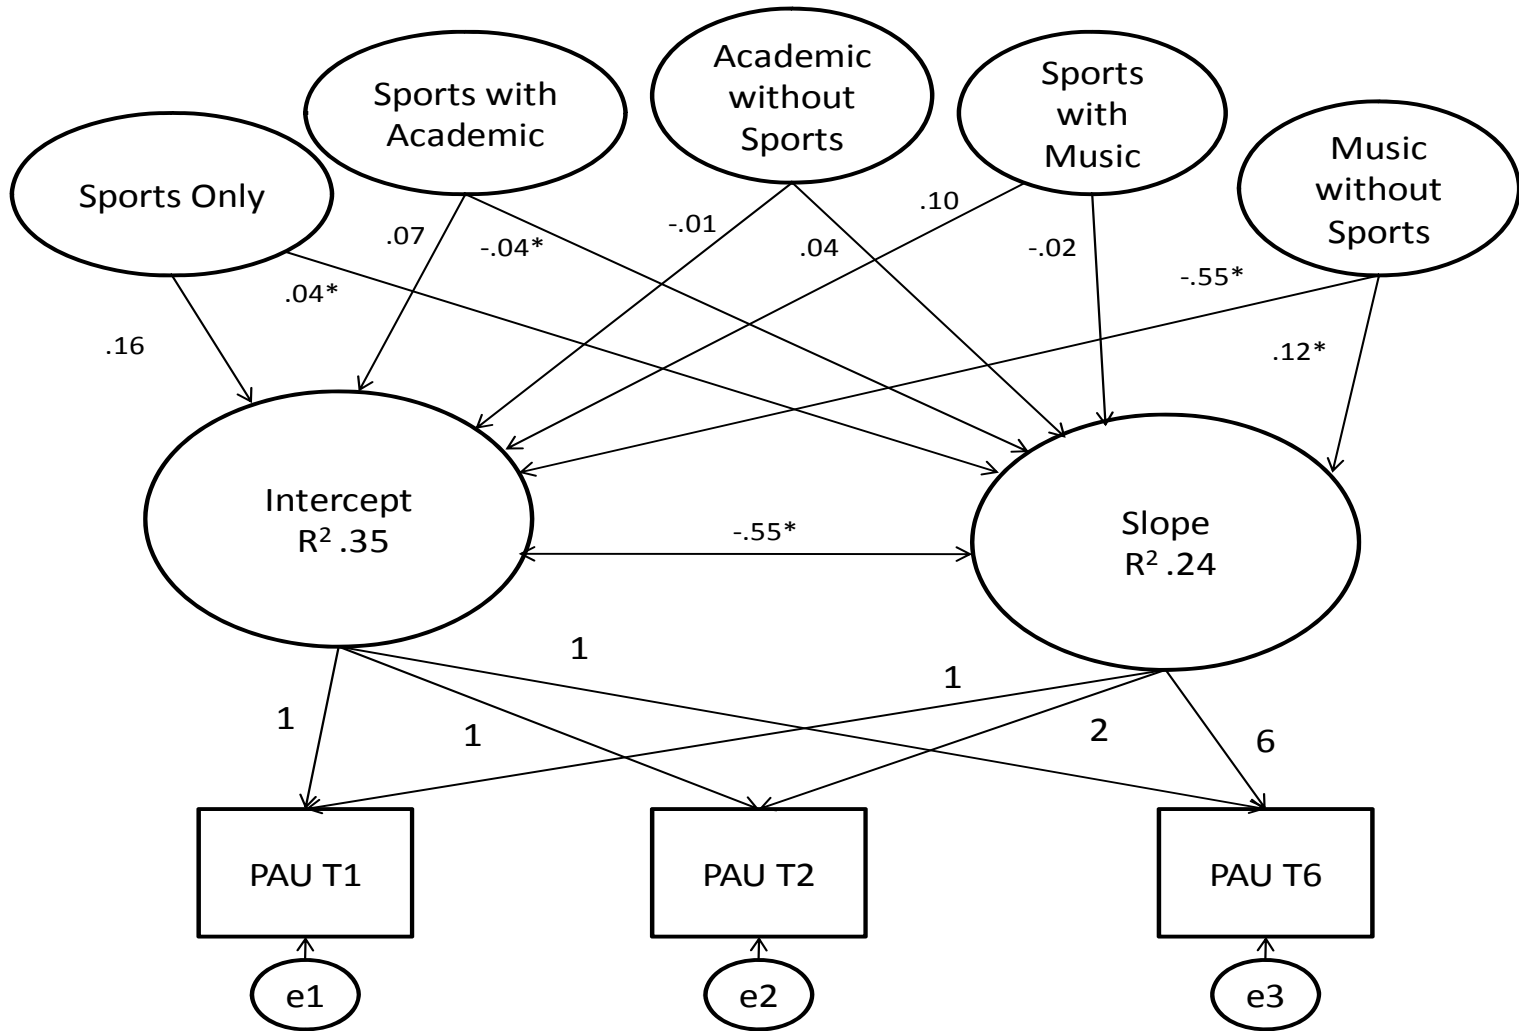 Sports Only
Sports with
Academic
Academic
without
Sports
Sports
with
Music
Music
without
Sports
.16
.04*
.07
-.04*
-.01
.04
.10
-.02
-.55*
.12*
Intercept
R² .35
-.55*
Slope
R² .24
1
1
1
1
2
6
PAU T1
PAU T2
PAU T6
e1
e2
e3